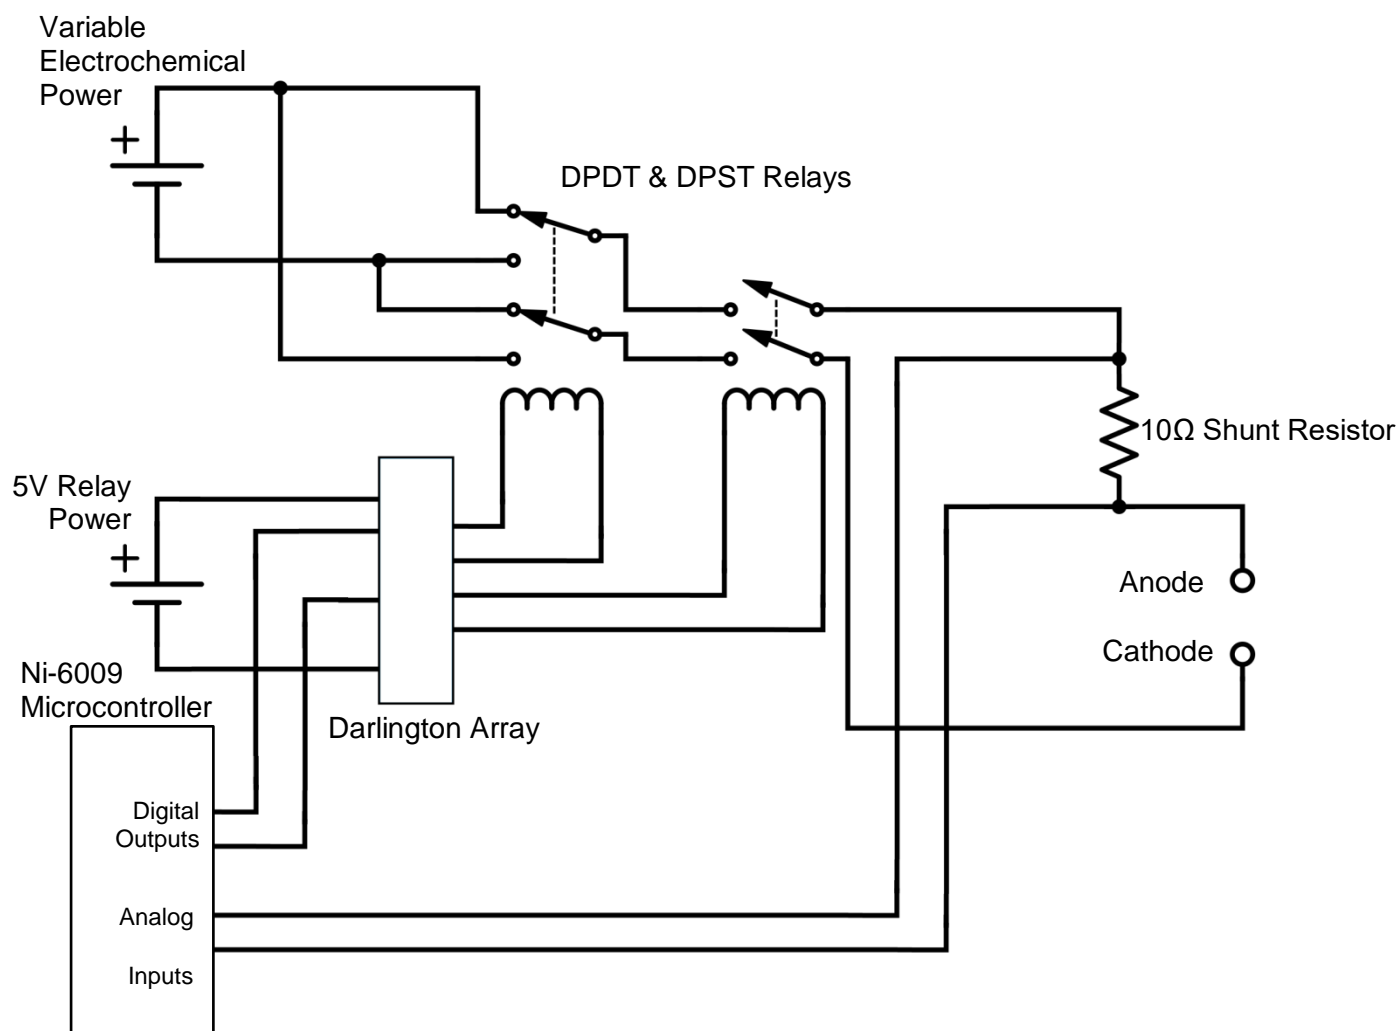 Variable
Electrochemical
Power
+
DPDT & DPST Relays
10Ω Shunt Resistor
5V Relay
Power
+
Anode
Cathode
Ni-6009
Microcontroller
Darlington Array
Digital
Outputs
Analog
Inputs